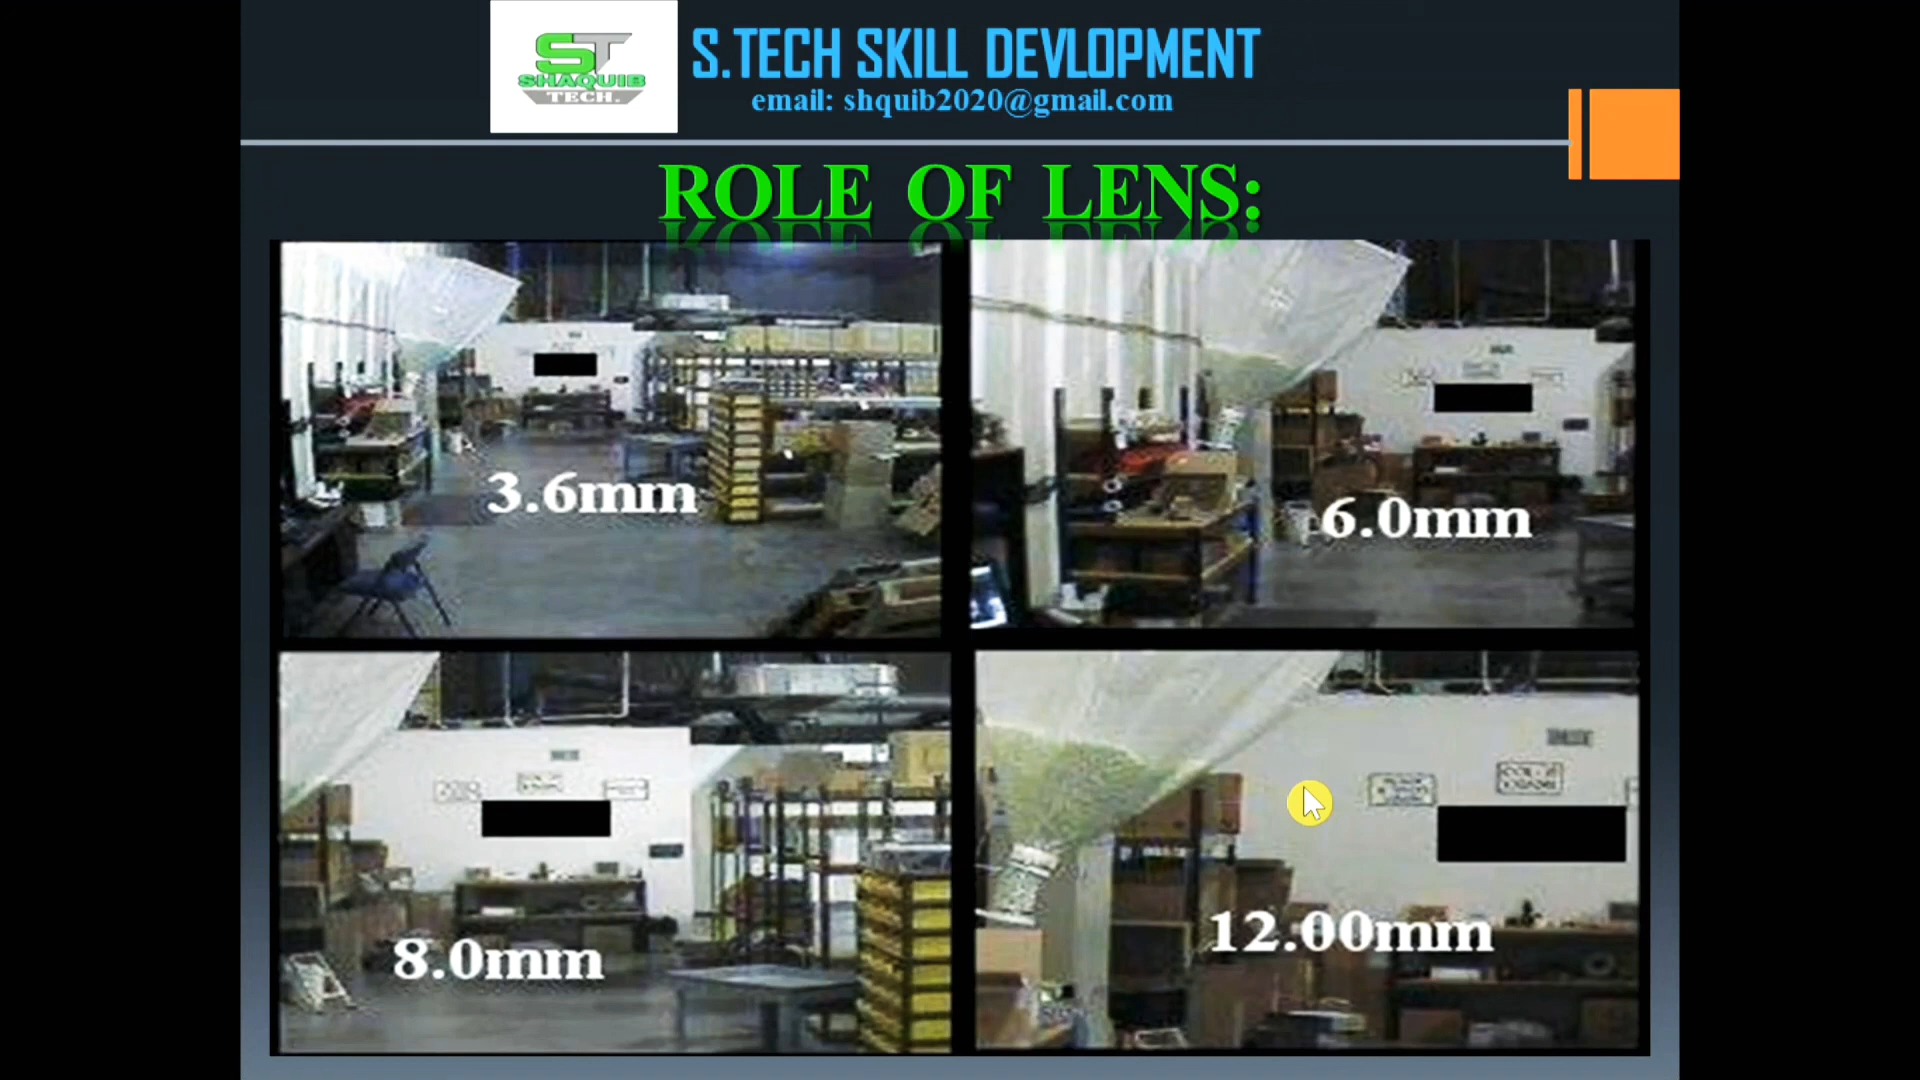 ST
SHAQUIB
TECH.
S.TECH SKILL DEVLOPMENT
email: shquib2020@gmail.com
ROLE OF LENS:
3.6mm
6.0mm
8.0mm
12.00mm